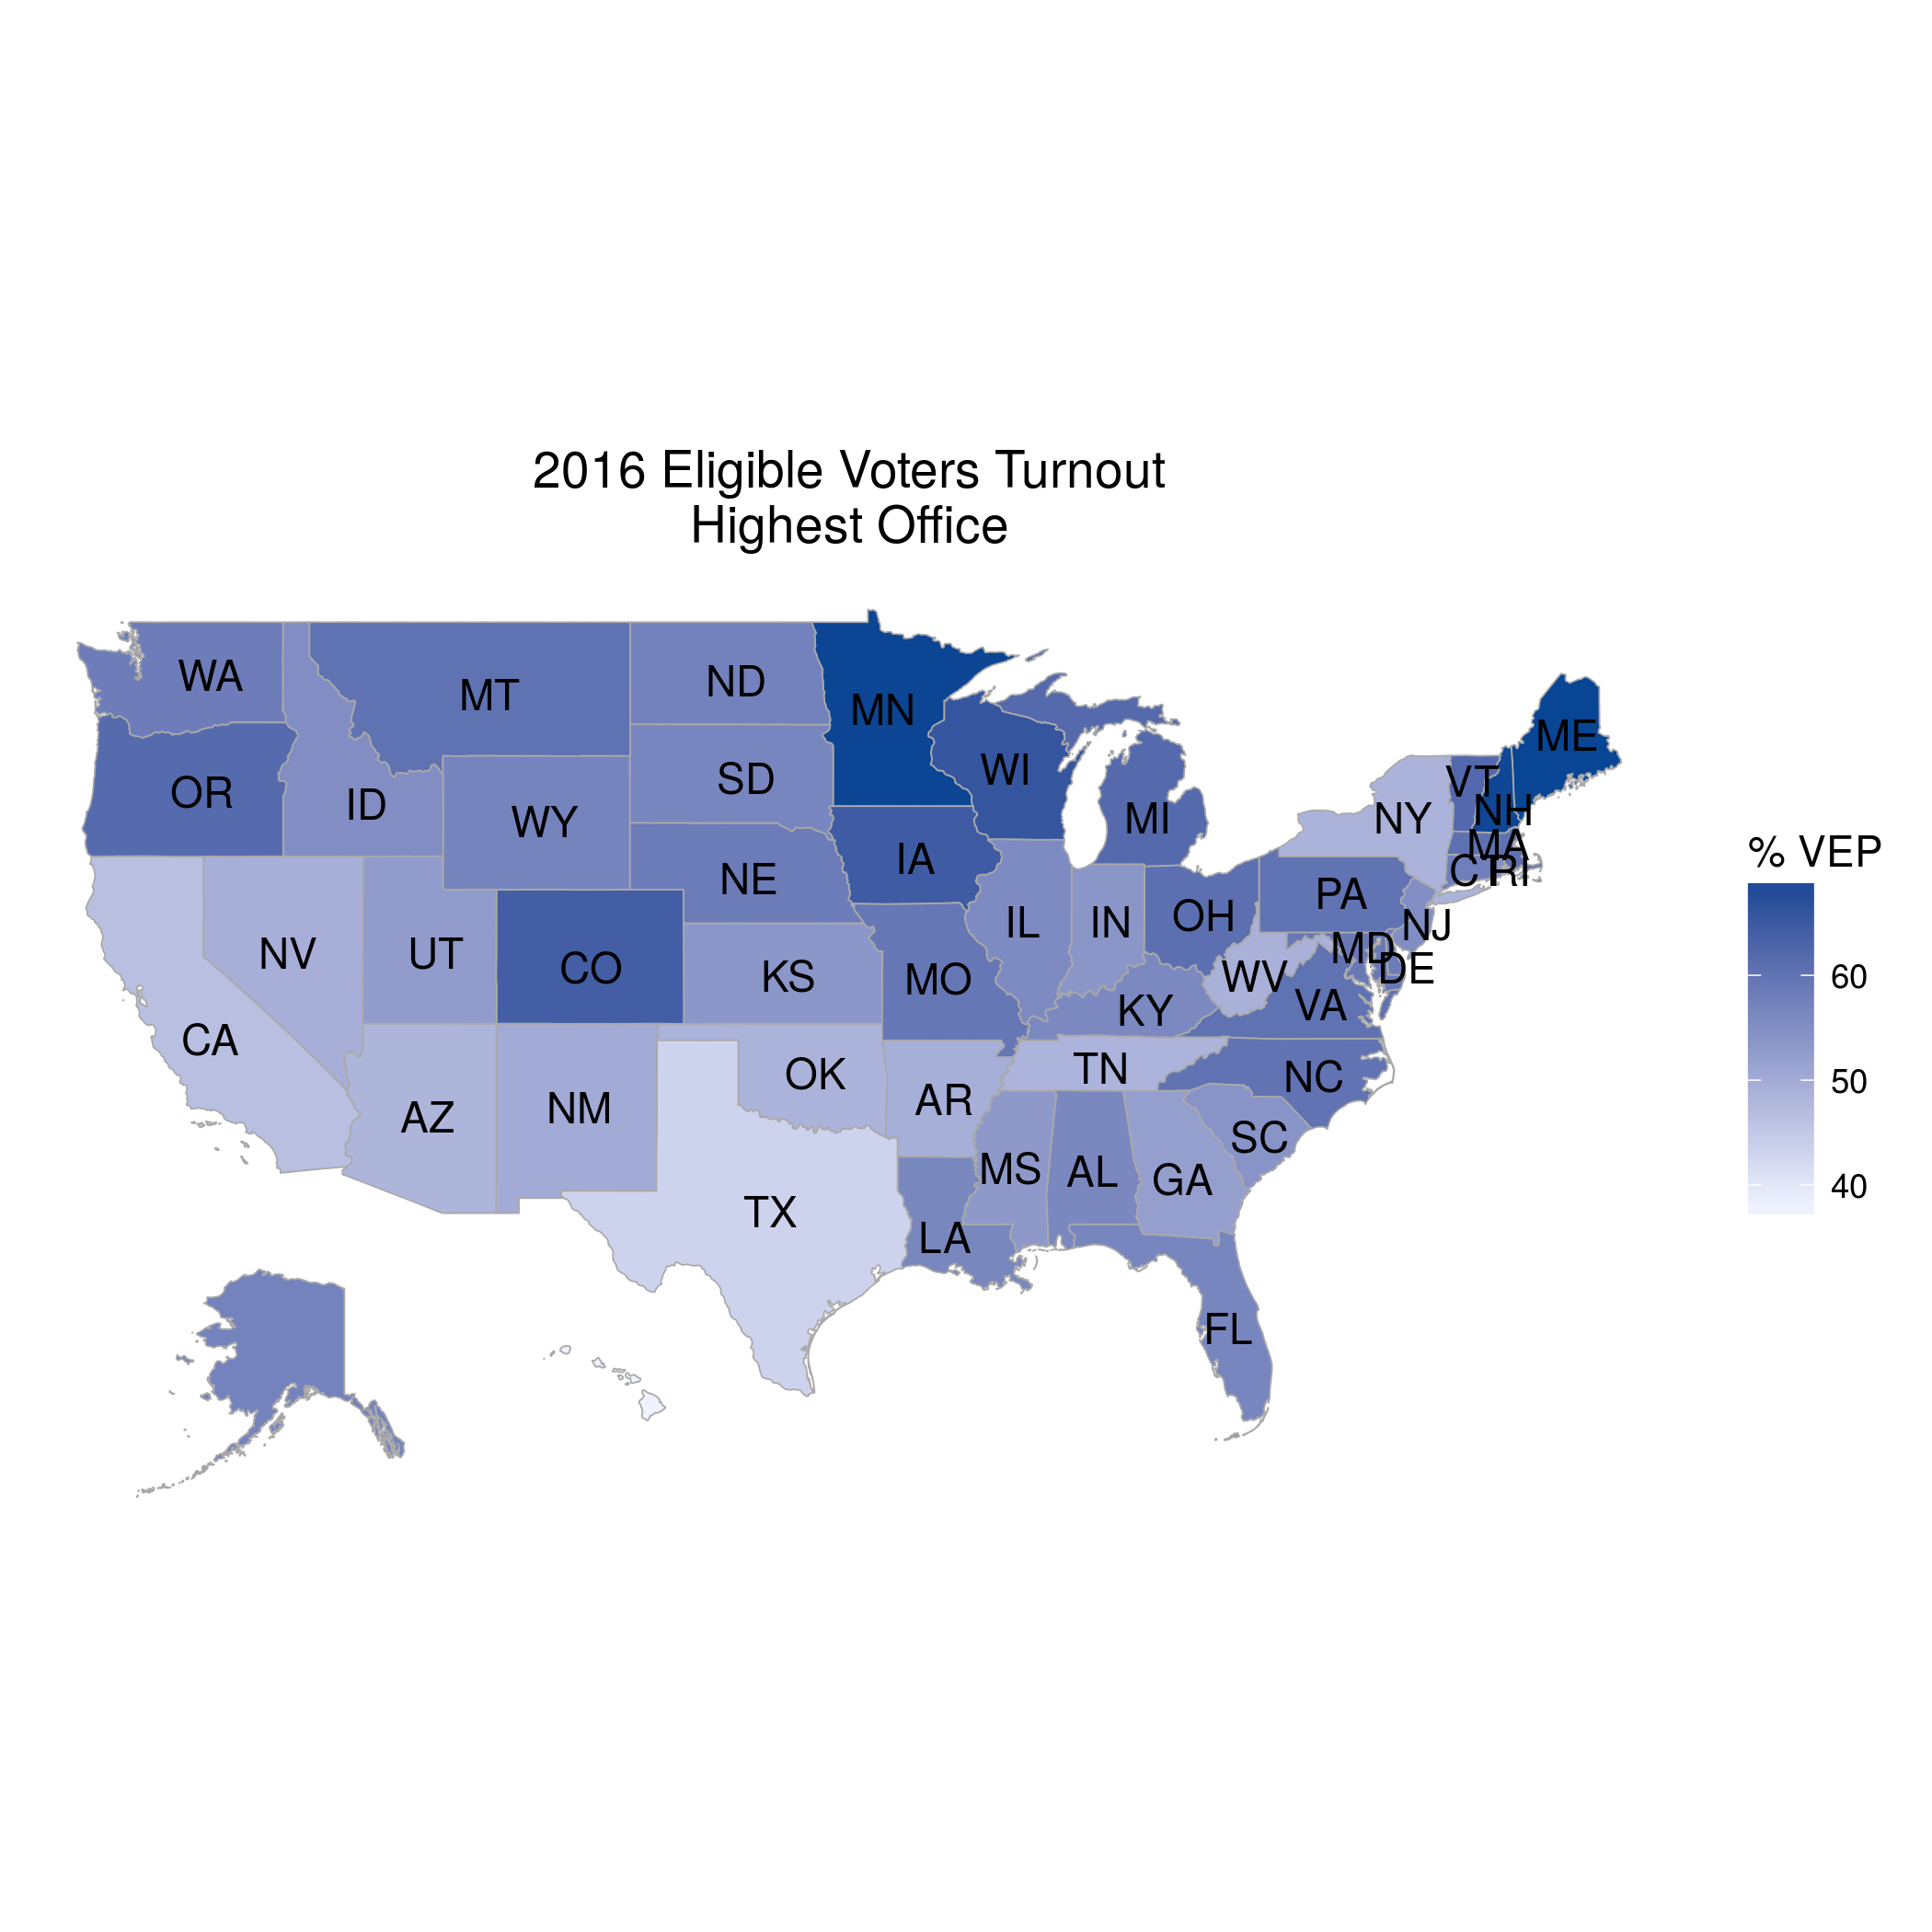 2016 Eligible Voters Turnout
Highest Office
WA
MT
ND
MN
ME
OR
ID
WY
SD
WI
MI
VT
NH
NY
MA
CT
RI
IA
NE
PA
NJ
OH
IL
IN
MD
DE
NV
UT
CO
KS
MO
WV
VA
KY
CA
OK
TN
NC
AZ
NM
AR
SC
MS
AL
GA
TX
LA
FL
% VEP
60
50
40